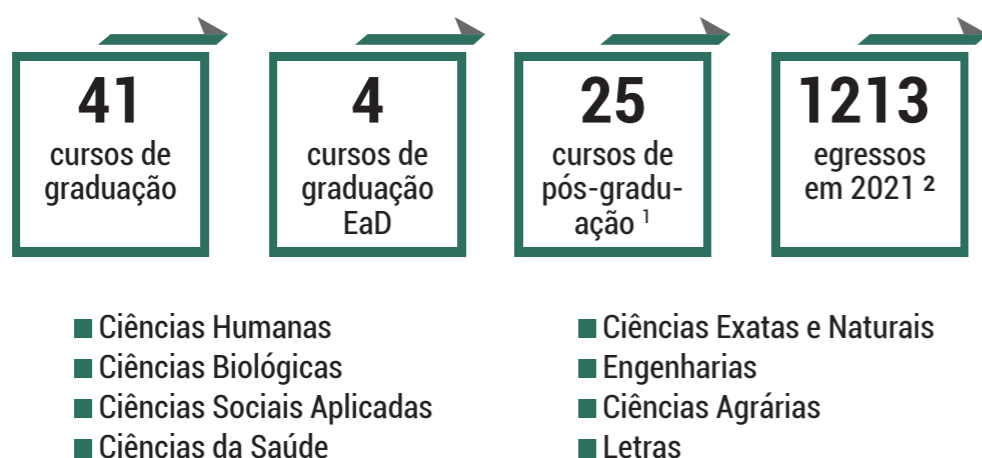 41
cursos de
graduação
4
cursos de
graduação
EaD
25
cursos de
pós-gradu-
ação ¹
1213
egressos
em 2021 ²
Ciências Humanas
Ciências Biológicas
Ciências Sociais Aplicadas
Ciências da Saúde
Ciências Exatas e Naturais
Engenharias
Ciências Agrárias
Letras